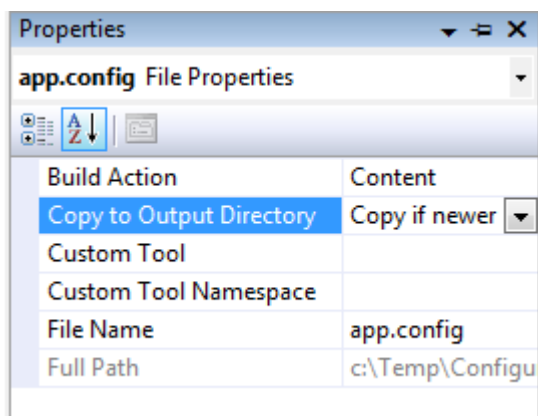 Properties
app.config File Properties
A
Z
Build Action Content
Copy to Output Directory Copy if newer
Custom Tool
Custom Tool Namespace
File Name app.config
Full Path c:\Temp\Configu